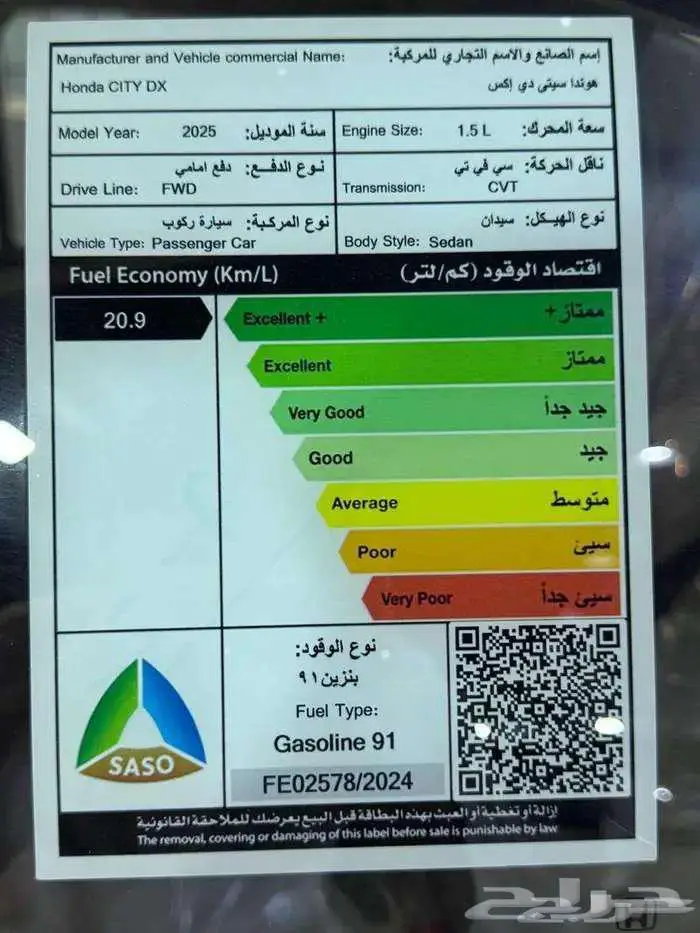 إسم الصانع والاسم التجاري للمركبة:
Manufacturer and Vehicle commercial Name:
هوندا سيتى دي إكس
Honda CITY DX
Model Year: 2025 سنة الموديل:
Engine Size: 1.5 L سعة المحرك:
نوع الدفـــع: دفع امامي
Drive Line: FWD
ناقل الحركة: سي في تي
Transmission: CVT
نوع المركبة: سيارة ركوب
Vehicle Type: Passenger Car
نوع الهيـكل: سيدان
Body Style: Sedan
Fuel Economy (Km/L) اقتصاد الوقود (كم/لتر)
20.9
Excellent + ممتاز +
Excellent ممتاز
Very Good جيد جداً
Good جيد
Average متوسط
Poor سيئ
Very Poor سيئ جداً
SASO
نوع الوقود:
بنزين ٩١
Fuel Type:
Gasoline 91
FE02578/2024
إزالة أو تغطية أو العبث بهذه البطاقة قبل البيع يعرضك للملاحقة القانونية
The removal, covering or damaging of this label before sale is punishable by law
حراج